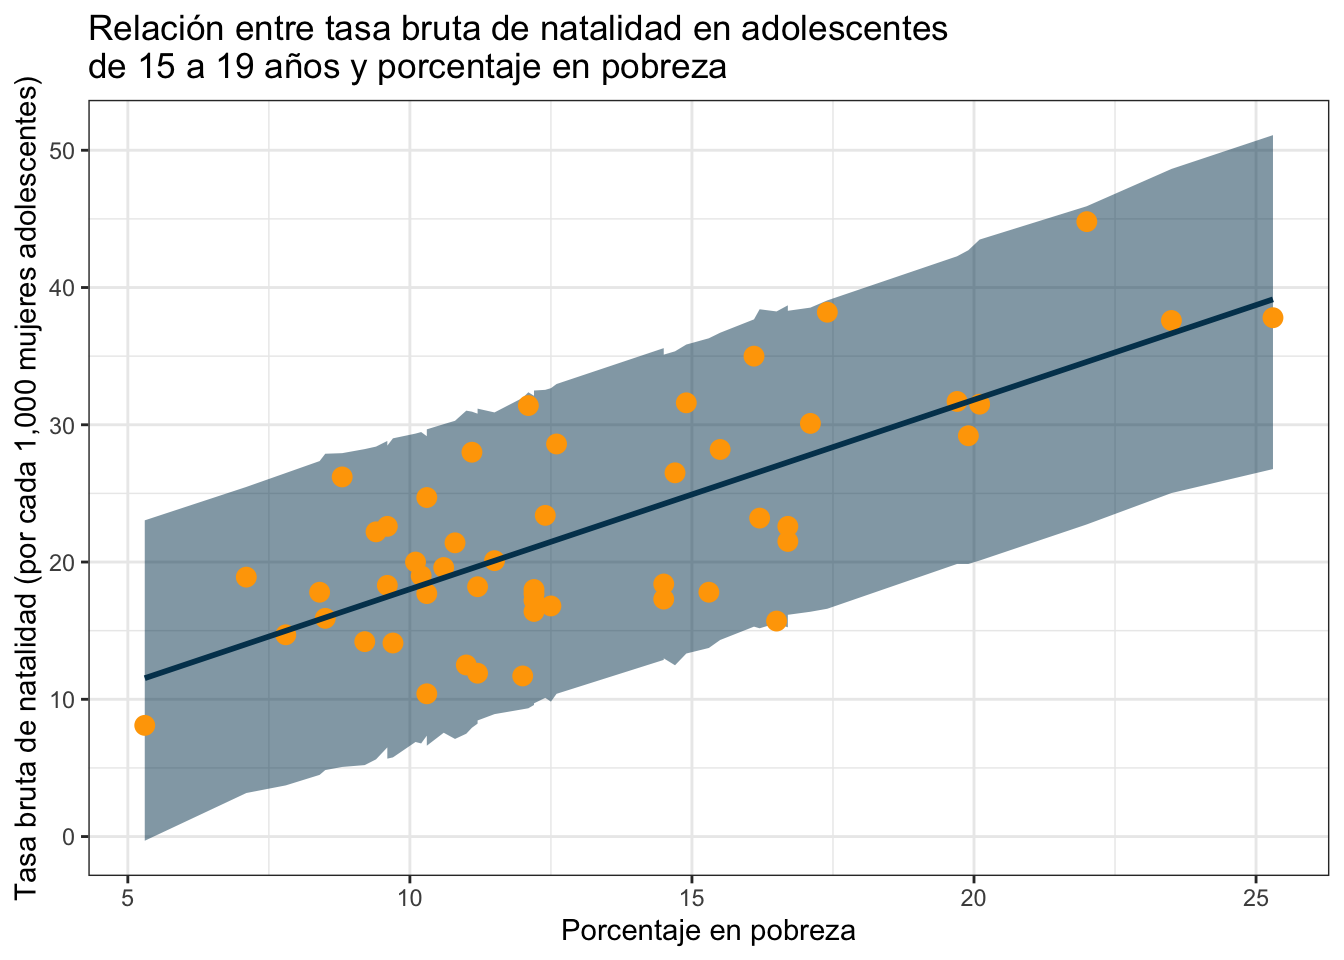 Relación entre tasa bruta de natalidad en adolescentes
de 15 a 19 años y porcentaje en pobreza
Tasa bruta de natalidad (por cada 1,000 mujeres adolescentes)
50
40
30
20
10
0
5
10
15
20
25
Porcentaje en pobreza